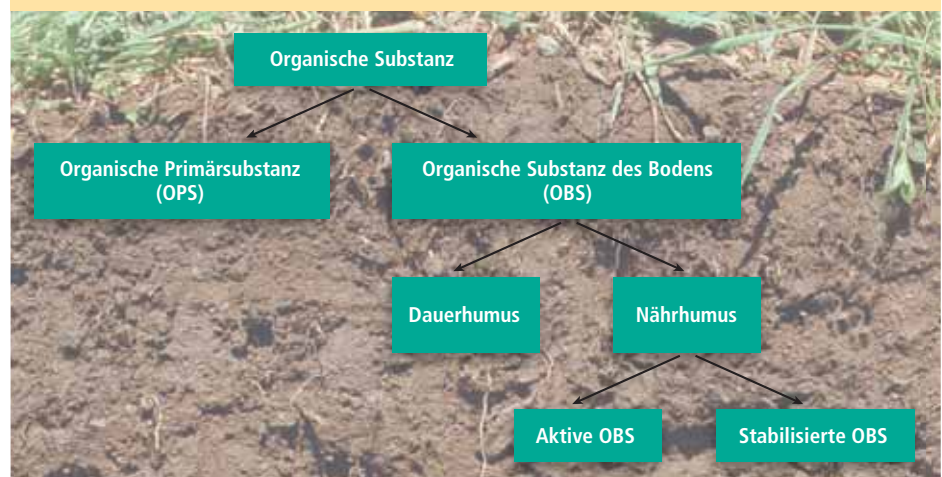 Organische Substanz
Organische Primärsubstanz
(OPS)
Organische Substanz des Bodens
(OBS)
Dauerhumus
Nährhumus
Aktive OBS
Stabilisierte OBS